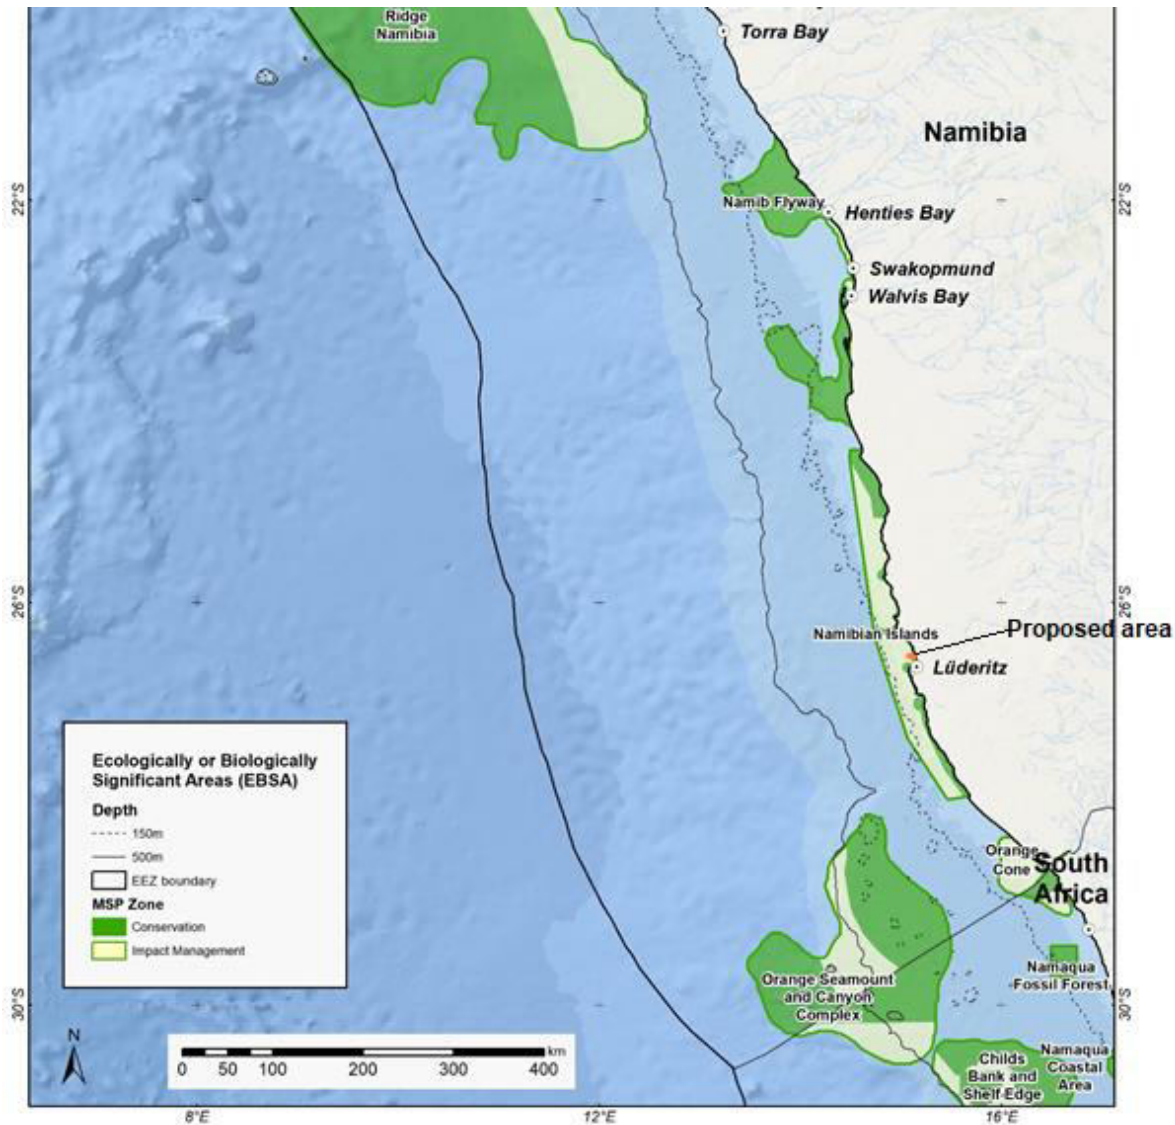 Ridge
Namibia
Torra Bay
Namibia
22°S
22°S
Namib Flyway
Henties Bay
Swakopmund
Walvis Bay
26°S
26°S
Namibian Islands
Proposed area
Lüderitz
Ecologically or Biologically
Significant Areas (EBSA)
Depth
150m
500m
EEZ boundary
MSP Zone
Conservation
Impact Management
Orange
Cone
South
Africa
Orange Seamount
and Canyon
Complex
Namaqua
Fossil Forest
30°S
30°S
N
km
0 50 100 200 300 400
Childs
Bank and
Shelf Edge
Namaqua
Coastal
Area
8°E
12°E
16°E